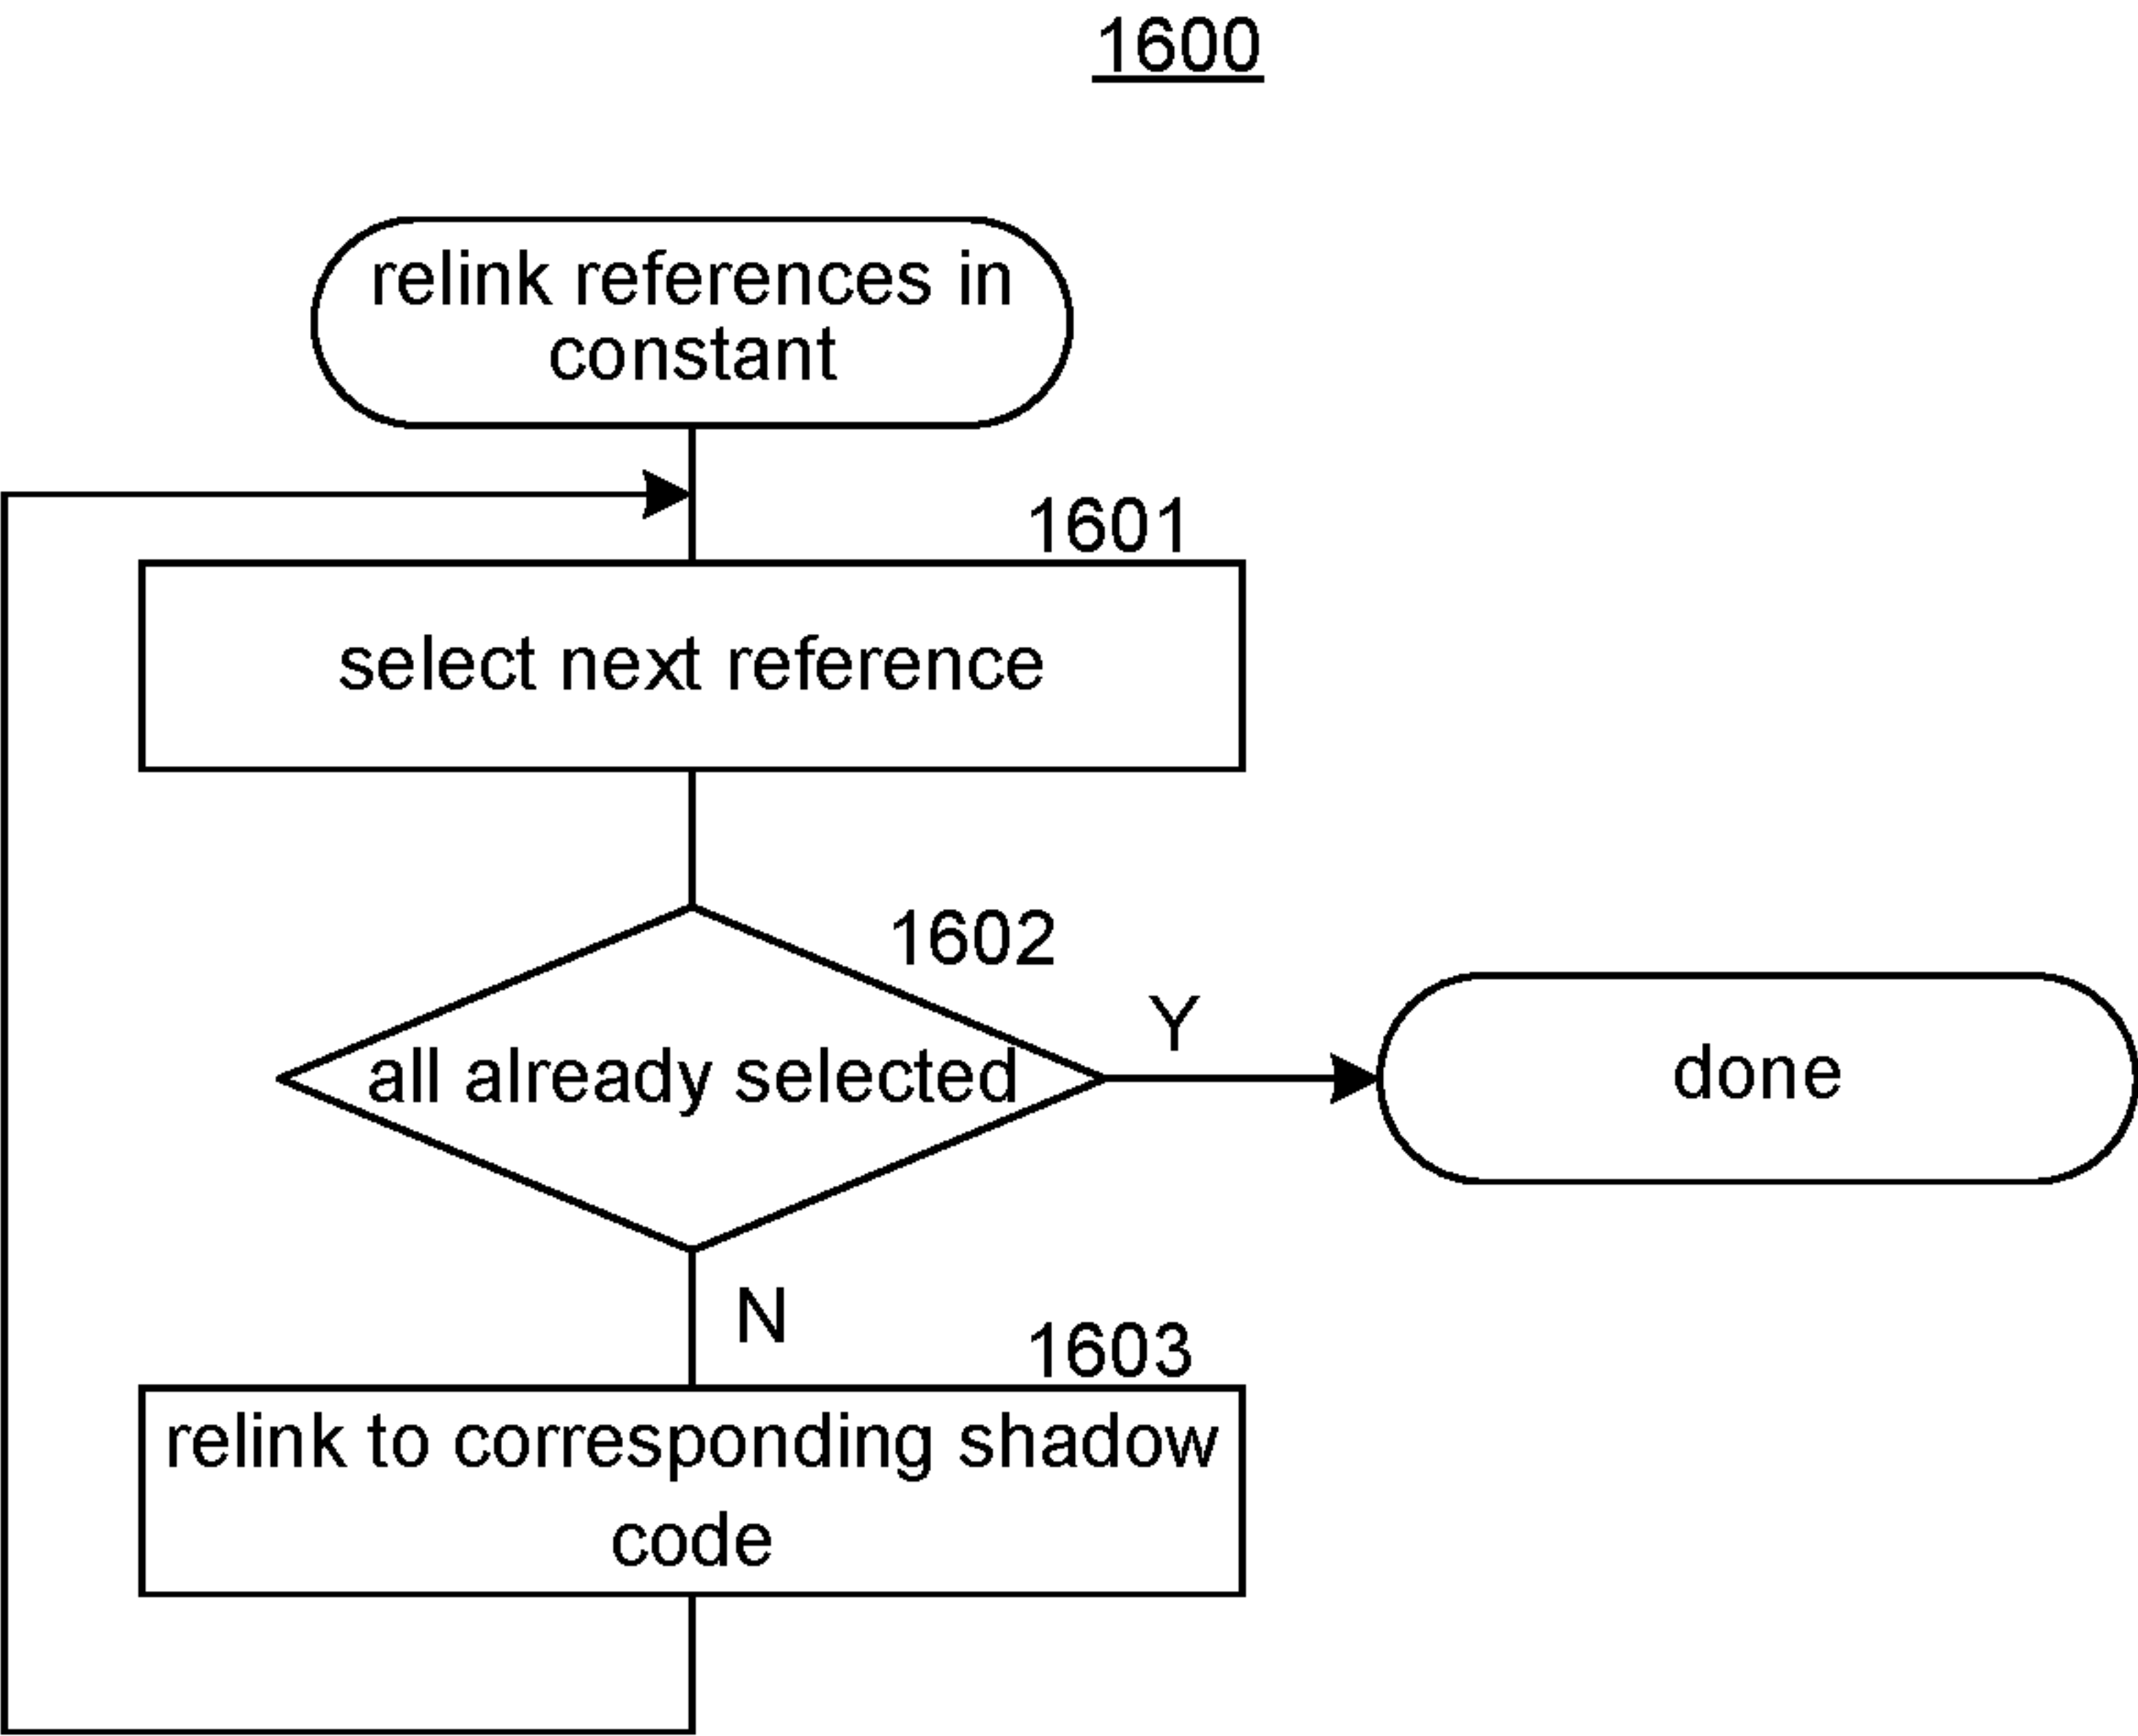 1600
relink references in
constant
1601
select next reference
1602
all already selected
Y
done
N
1603
relink to corresponding shadow
code